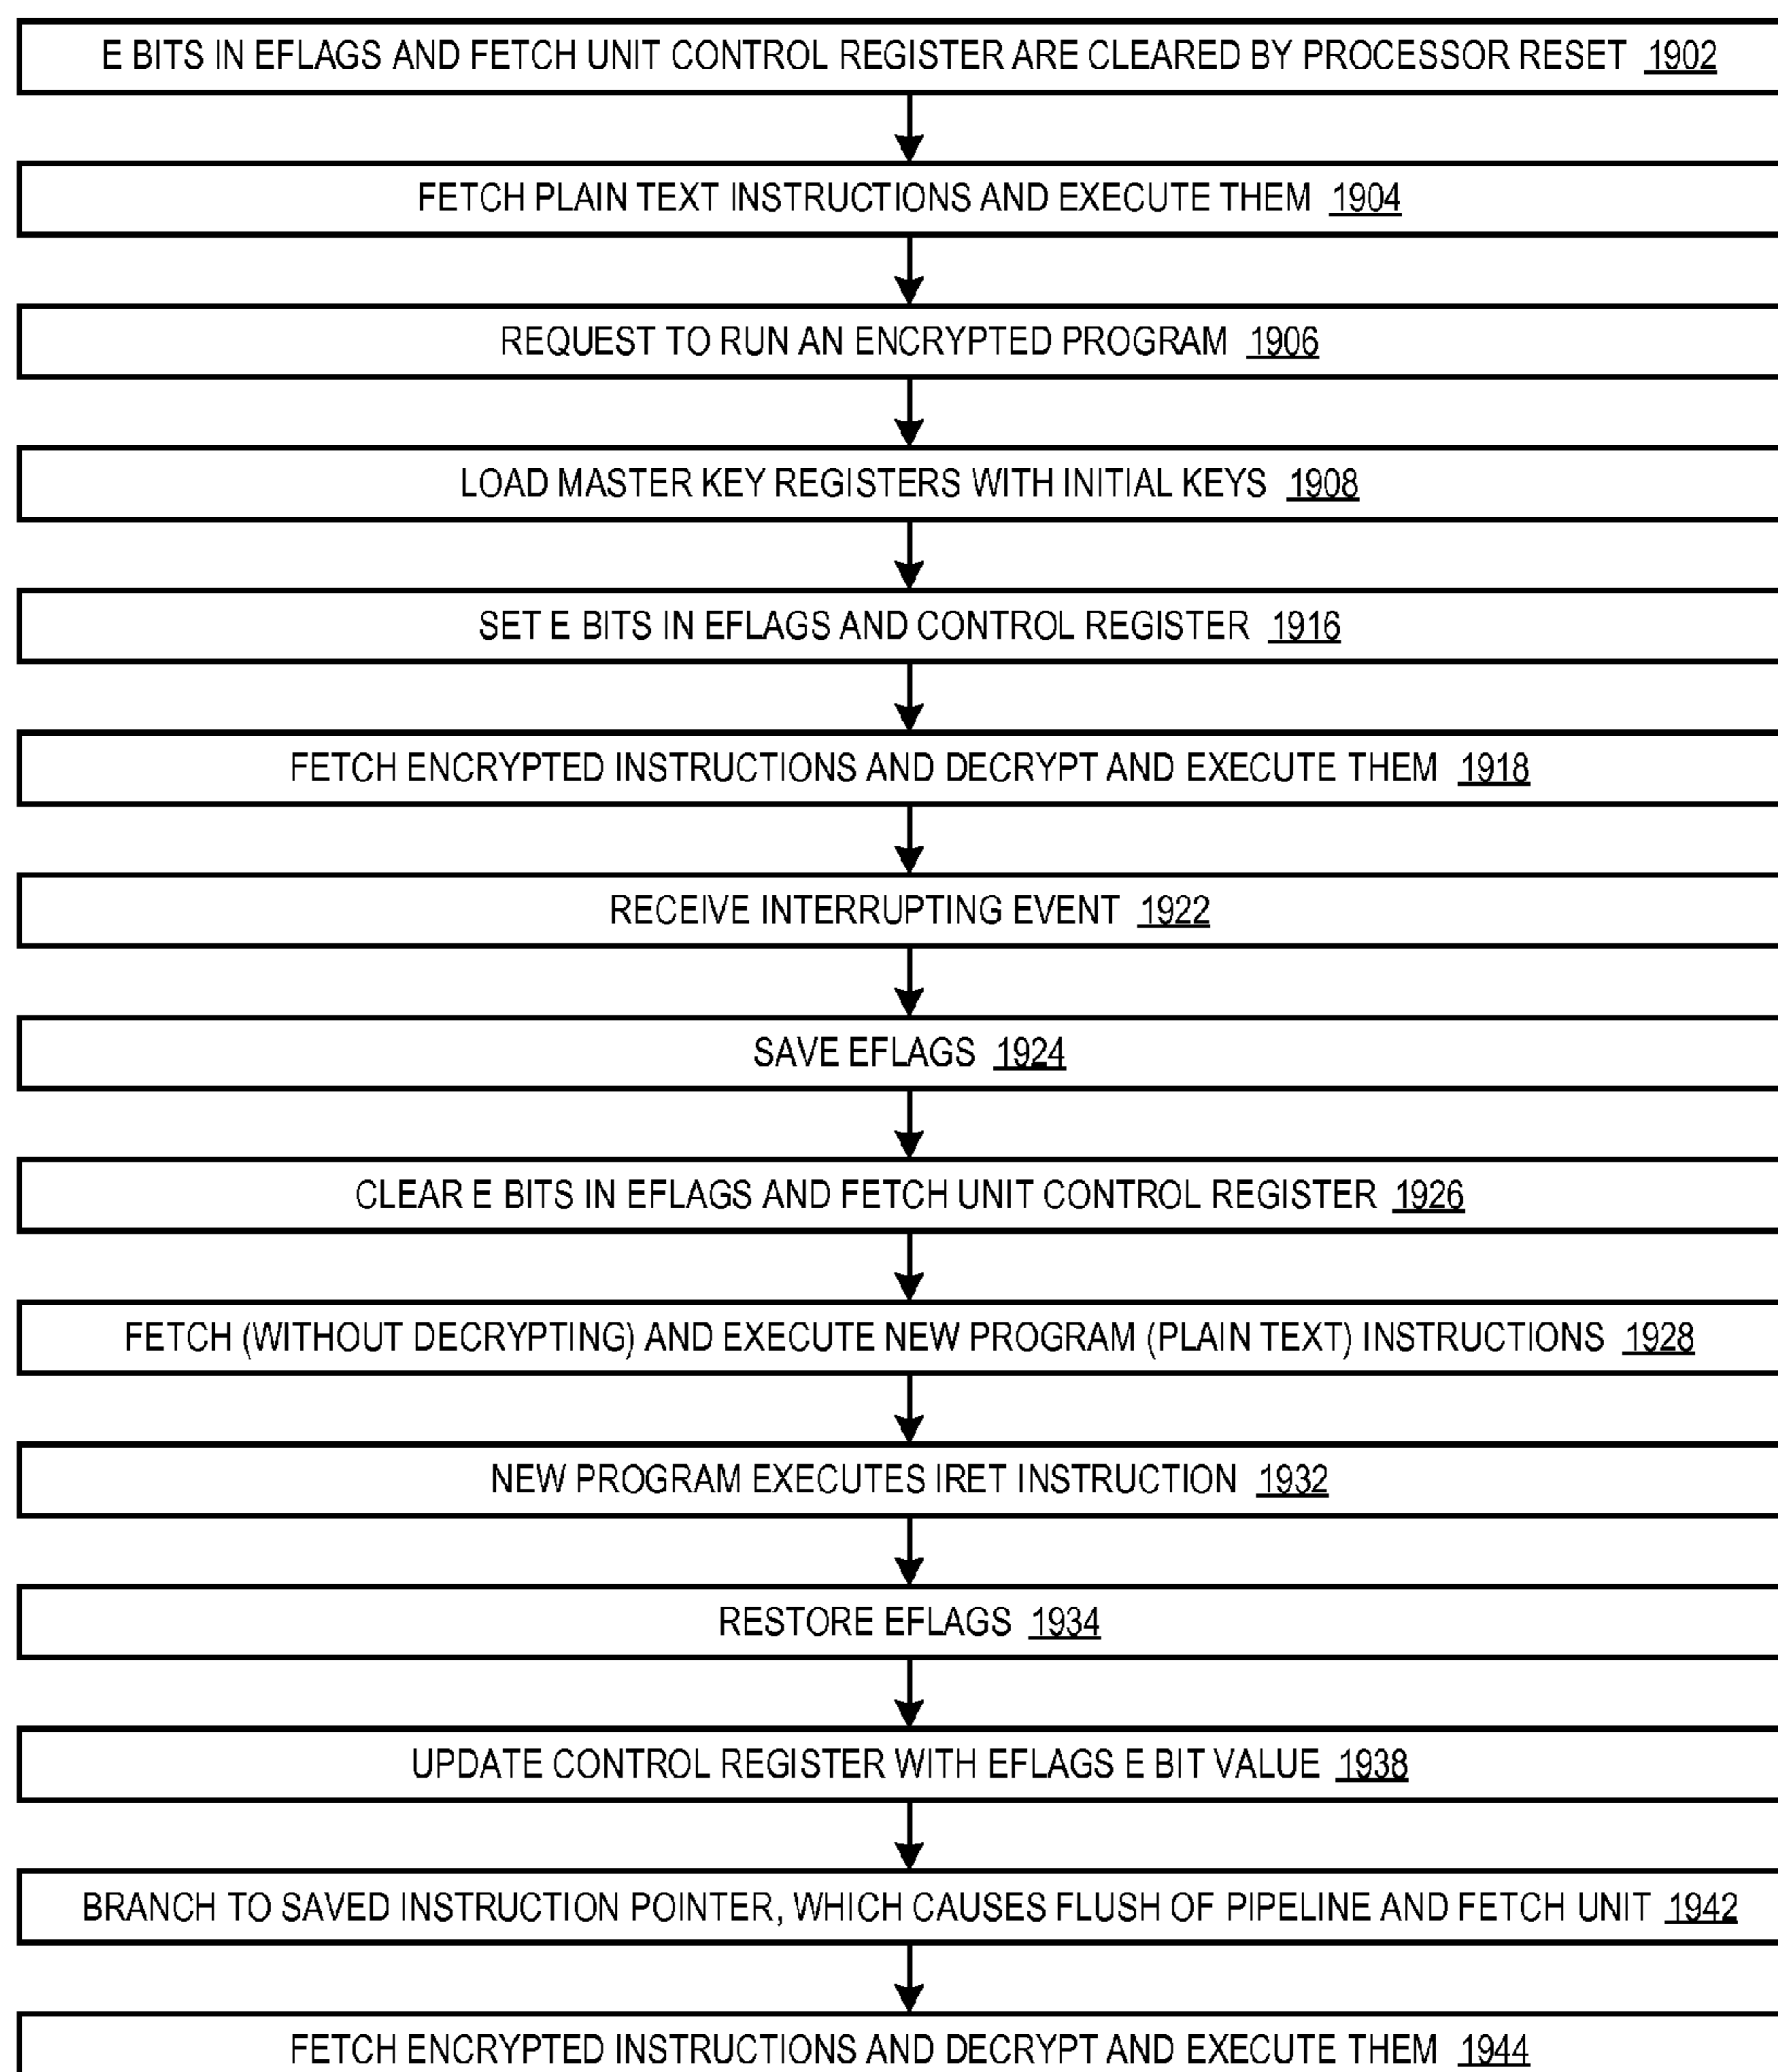 E BITS IN EFLAGS AND FETCH UNIT CONTROL REGISTER ARE CLEARED BY PROCESSOR RESET 1902
FETCH PLAIN TEXT INSTRUCTIONS AND EXECUTE THEM 1904
REQUEST TO RUN AN ENCRYPTED PROGRAM 1906
LOAD MASTER KEY REGISTERS WITH INITIAL KEYS 1908
SET E BITS IN EFLAGS AND CONTROL REGISTER 1916
FETCH ENCRYPTED INSTRUCTIONS AND DECRYPT AND EXECUTE THEM 1918
RECEIVE INTERRUPTING EVENT 1922
SAVE EFLAGS 1924
CLEAR E BITS IN EFLAGS AND FETCH UNIT CONTROL REGISTER 1926
FETCH (WITHOUT DECRYPTING) AND EXECUTE NEW PROGRAM (PLAIN TEXT) INSTRUCTIONS 1928
NEW PROGRAM EXECUTES IRET INSTRUCTION 1932
RESTORE EFLAGS 1934
UPDATE CONTROL REGISTER WITH EFLAGS E BIT VALUE 1938
BRANCH TO SAVED INSTRUCTION POINTER, WHICH CAUSES FLUSH OF PIPELINE AND FETCH UNIT 1942
FETCH ENCRYPTED INSTRUCTIONS AND DECRYPT AND EXECUTE THEM 1944